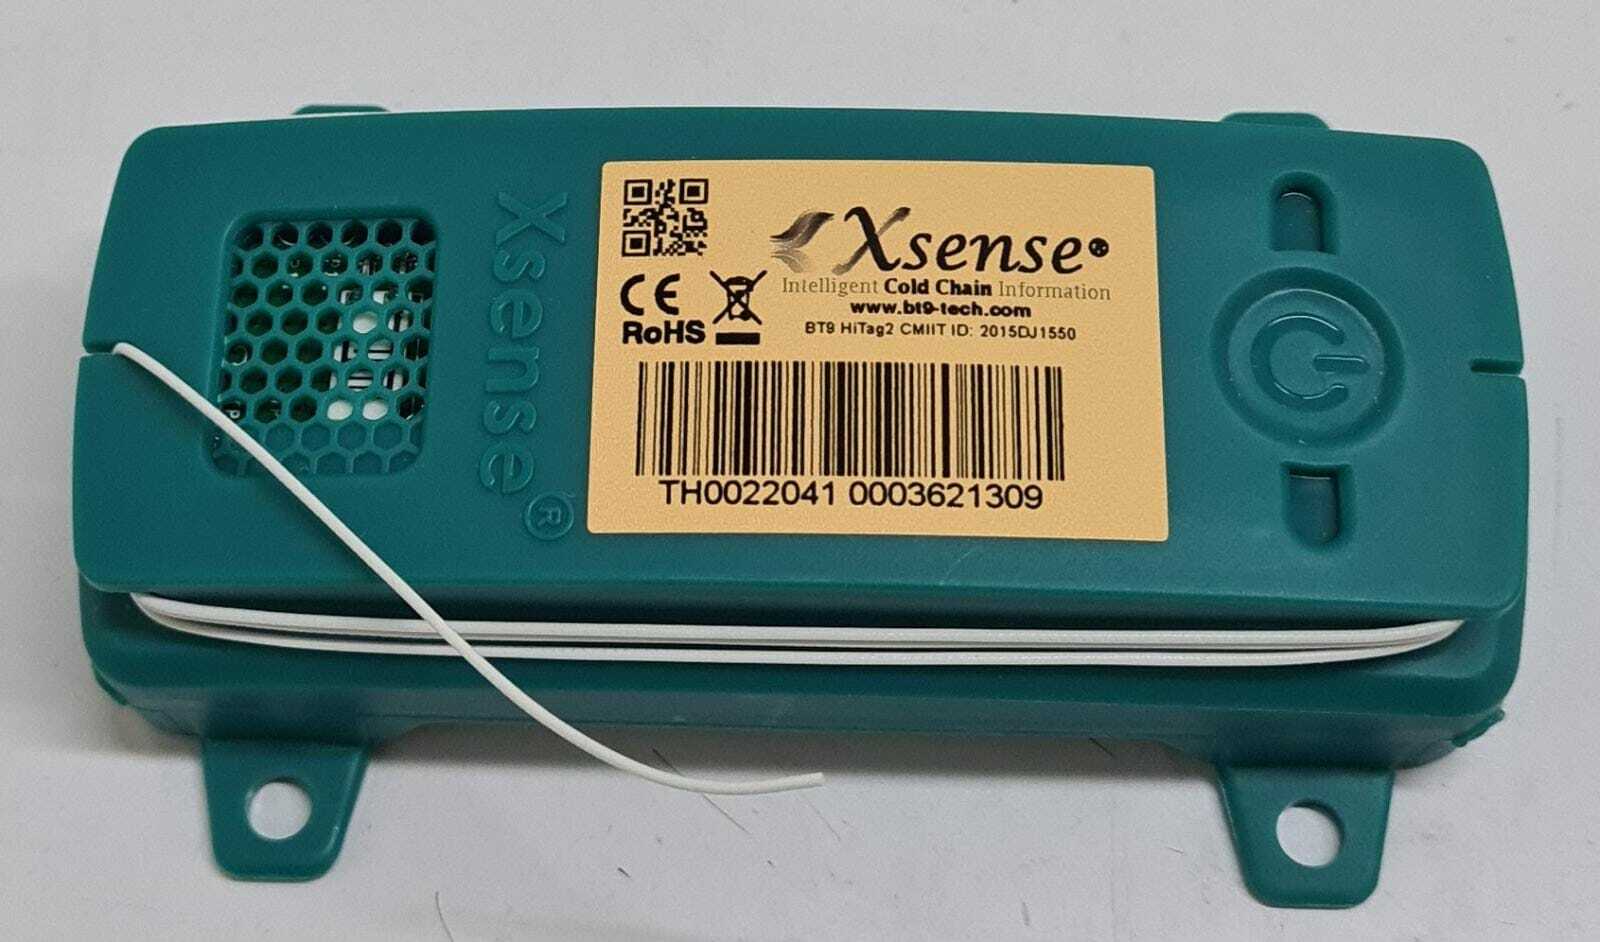 Xsense®
Xsense
Intelligent Cold Chain Information
www.bt9-tech.com
BT9 HiTag2 CMIIT ID: 2015DJ1550
CE
RoHS
TH0022041 0003621309